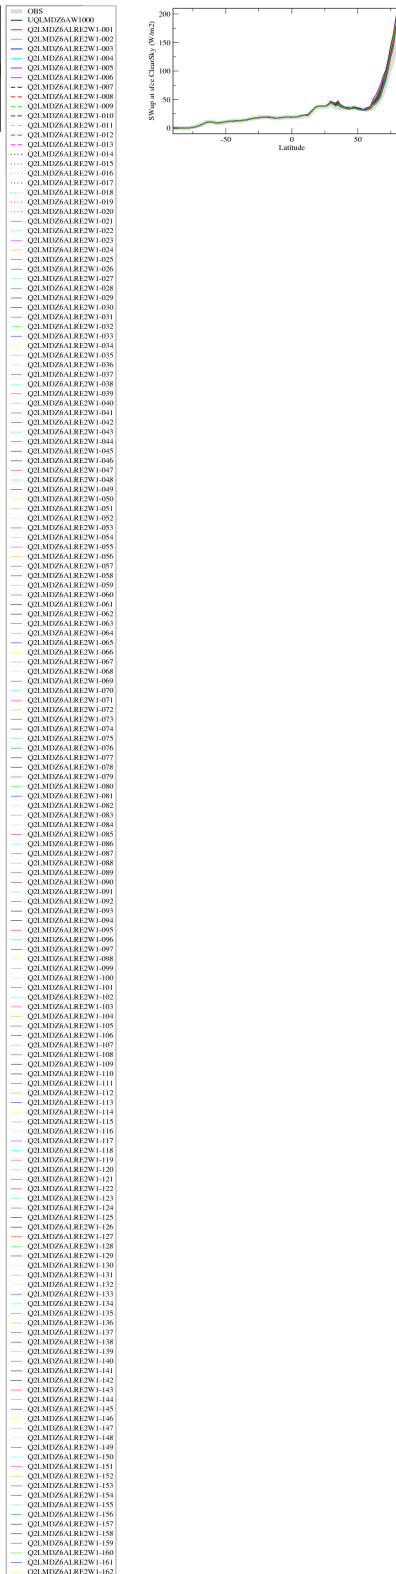 OBS
UQLMDZ6AW1000
Q2LMDZ6ALRE2W1-001
Q2LMDZ6ALRE2W1-002
Q2LMDZ6ALRE2W1-003
Q2LMDZ6ALRE2W1-004
Q2LMDZ6ALRE2W1-005
Q2LMDZ6ALRE2W1-006
Q2LMDZ6ALRE2W1-007
Q2LMDZ6ALRE2W1-008
Q2LMDZ6ALRE2W1-009
Q2LMDZ6ALRE2W1-010
Q2LMDZ6ALRE2W1-011
Q2LMDZ6ALRE2W1-012
Q2LMDZ6ALRE2W1-013
Q2LMDZ6ALRE2W1-014
Q2LMDZ6ALRE2W1-015
Q2LMDZ6ALRE2W1-016
Q2LMDZ6ALRE2W1-017
Q2LMDZ6ALRE2W1-018
Q2LMDZ6ALRE2W1-019
Q2LMDZ6ALRE2W1-020
Q2LMDZ6ALRE2W1-021
Q2LMDZ6ALRE2W1-022
Q2LMDZ6ALRE2W1-023
Q2LMDZ6ALRE2W1-024
Q2LMDZ6ALRE2W1-025
Q2LMDZ6ALRE2W1-026
Q2LMDZ6ALRE2W1-027
Q2LMDZ6ALRE2W1-028
Q2LMDZ6ALRE2W1-029
Q2LMDZ6ALRE2W1-030
Q2LMDZ6ALRE2W1-031
Q2LMDZ6ALRE2W1-032
Q2LMDZ6ALRE2W1-033
Q2LMDZ6ALRE2W1-034
Q2LMDZ6ALRE2W1-035
Q2LMDZ6ALRE2W1-036
Q2LMDZ6ALRE2W1-037
Q2LMDZ6ALRE2W1-038
Q2LMDZ6ALRE2W1-039
Q2LMDZ6ALRE2W1-040
Q2LMDZ6ALRE2W1-041
Q2LMDZ6ALRE2W1-042
Q2LMDZ6ALRE2W1-043
Q2LMDZ6ALRE2W1-044
Q2LMDZ6ALRE2W1-045
Q2LMDZ6ALRE2W1-046
Q2LMDZ6ALRE2W1-047
Q2LMDZ6ALRE2W1-048
Q2LMDZ6ALRE2W1-049
Q2LMDZ6ALRE2W1-050
Q2LMDZ6ALRE2W1-051
Q2LMDZ6ALRE2W1-052
Q2LMDZ6ALRE2W1-053
Q2LMDZ6ALRE2W1-054
Q2LMDZ6ALRE2W1-055
Q2LMDZ6ALRE2W1-056
Q2LMDZ6ALRE2W1-057
Q2LMDZ6ALRE2W1-058
Q2LMDZ6ALRE2W1-059
Q2LMDZ6ALRE2W1-060
Q2LMDZ6ALRE2W1-061
Q2LMDZ6ALRE2W1-062
Q2LMDZ6ALRE2W1-063
Q2LMDZ6ALRE2W1-064
Q2LMDZ6ALRE2W1-065
Q2LMDZ6ALRE2W1-066
Q2LMDZ6ALRE2W1-067
Q2LMDZ6ALRE2W1-068
Q2LMDZ6ALRE2W1-069
Q2LMDZ6ALRE2W1-070
Q2LMDZ6ALRE2W1-071
Q2LMDZ6ALRE2W1-072
Q2LMDZ6ALRE2W1-073
Q2LMDZ6ALRE2W1-074
Q2LMDZ6ALRE2W1-075
Q2LMDZ6ALRE2W1-076
Q2LMDZ6ALRE2W1-077
Q2LMDZ6ALRE2W1-078
Q2LMDZ6ALRE2W1-079
Q2LMDZ6ALRE2W1-080
Q2LMDZ6ALRE2W1-081
Q2LMDZ6ALRE2W1-082
Q2LMDZ6ALRE2W1-083
Q2LMDZ6ALRE2W1-084
Q2LMDZ6ALRE2W1-085
Q2LMDZ6ALRE2W1-086
Q2LMDZ6ALRE2W1-087
Q2LMDZ6ALRE2W1-088
Q2LMDZ6ALRE2W1-089
Q2LMDZ6ALRE2W1-090
Q2LMDZ6ALRE2W1-091
Q2LMDZ6ALRE2W1-092
Q2LMDZ6ALRE2W1-093
Q2LMDZ6ALRE2W1-094
Q2LMDZ6ALRE2W1-095
Q2LMDZ6ALRE2W1-096
Q2LMDZ6ALRE2W1-097
Q2LMDZ6ALRE2W1-098
Q2LMDZ6ALRE2W1-099
Q2LMDZ6ALRE2W1-100
Q2LMDZ6ALRE2W1-101
Q2LMDZ6ALRE2W1-102
Q2LMDZ6ALRE2W1-103
Q2LMDZ6ALRE2W1-104
Q2LMDZ6ALRE2W1-105
Q2LMDZ6ALRE2W1-106
Q2LMDZ6ALRE2W1-107
Q2LMDZ6ALRE2W1-108
Q2LMDZ6ALRE2W1-109
Q2LMDZ6ALRE2W1-110
Q2LMDZ6ALRE2W1-111
Q2LMDZ6ALRE2W1-112
Q2LMDZ6ALRE2W1-113
Q2LMDZ6ALRE2W1-114
Q2LMDZ6ALRE2W1-115
Q2LMDZ6ALRE2W1-116
Q2LMDZ6ALRE2W1-117
Q2LMDZ6ALRE2W1-118
Q2LMDZ6ALRE2W1-119
Q2LMDZ6ALRE2W1-120
Q2LMDZ6ALRE2W1-121
Q2LMDZ6ALRE2W1-122
Q2LMDZ6ALRE2W1-123
Q2LMDZ6ALRE2W1-124
Q2LMDZ6ALRE2W1-125
Q2LMDZ6ALRE2W1-126
Q2LMDZ6ALRE2W1-127
Q2LMDZ6ALRE2W1-128
Q2LMDZ6ALRE2W1-129
Q2LMDZ6ALRE2W1-130
Q2LMDZ6ALRE2W1-131
Q2LMDZ6ALRE2W1-132
Q2LMDZ6ALRE2W1-133
Q2LMDZ6ALRE2W1-134
Q2LMDZ6ALRE2W1-135
Q2LMDZ6ALRE2W1-136
Q2LMDZ6ALRE2W1-137
Q2LMDZ6ALRE2W1-138
Q2LMDZ6ALRE2W1-139
Q2LMDZ6ALRE2W1-140
Q2LMDZ6ALRE2W1-141
Q2LMDZ6ALRE2W1-142
Q2LMDZ6ALRE2W1-143
Q2LMDZ6ALRE2W1-144
Q2LMDZ6ALRE2W1-145
Q2LMDZ6ALRE2W1-146
Q2LMDZ6ALRE2W1-147
Q2LMDZ6ALRE2W1-148
Q2LMDZ6ALRE2W1-149
Q2LMDZ6ALRE2W1-150
Q2LMDZ6ALRE2W1-151
Q2LMDZ6ALRE2W1-152
Q2LMDZ6ALRE2W1-153
Q2LMDZ6ALRE2W1-154
Q2LMDZ6ALRE2W1-155
Q2LMDZ6ALRE2W1-156
Q2LMDZ6ALRE2W1-157
Q2LMDZ6ALRE2W1-158
Q2LMDZ6ALRE2W1-159
Q2LMDZ6ALRE2W1-160
Q2LMDZ6ALRE2W1-161
Q2LMDZ6ALRE2W1-162
SWup at sfce ClearSky (W/m2)
200
150
100
50
0
-50 0 50
Latitude